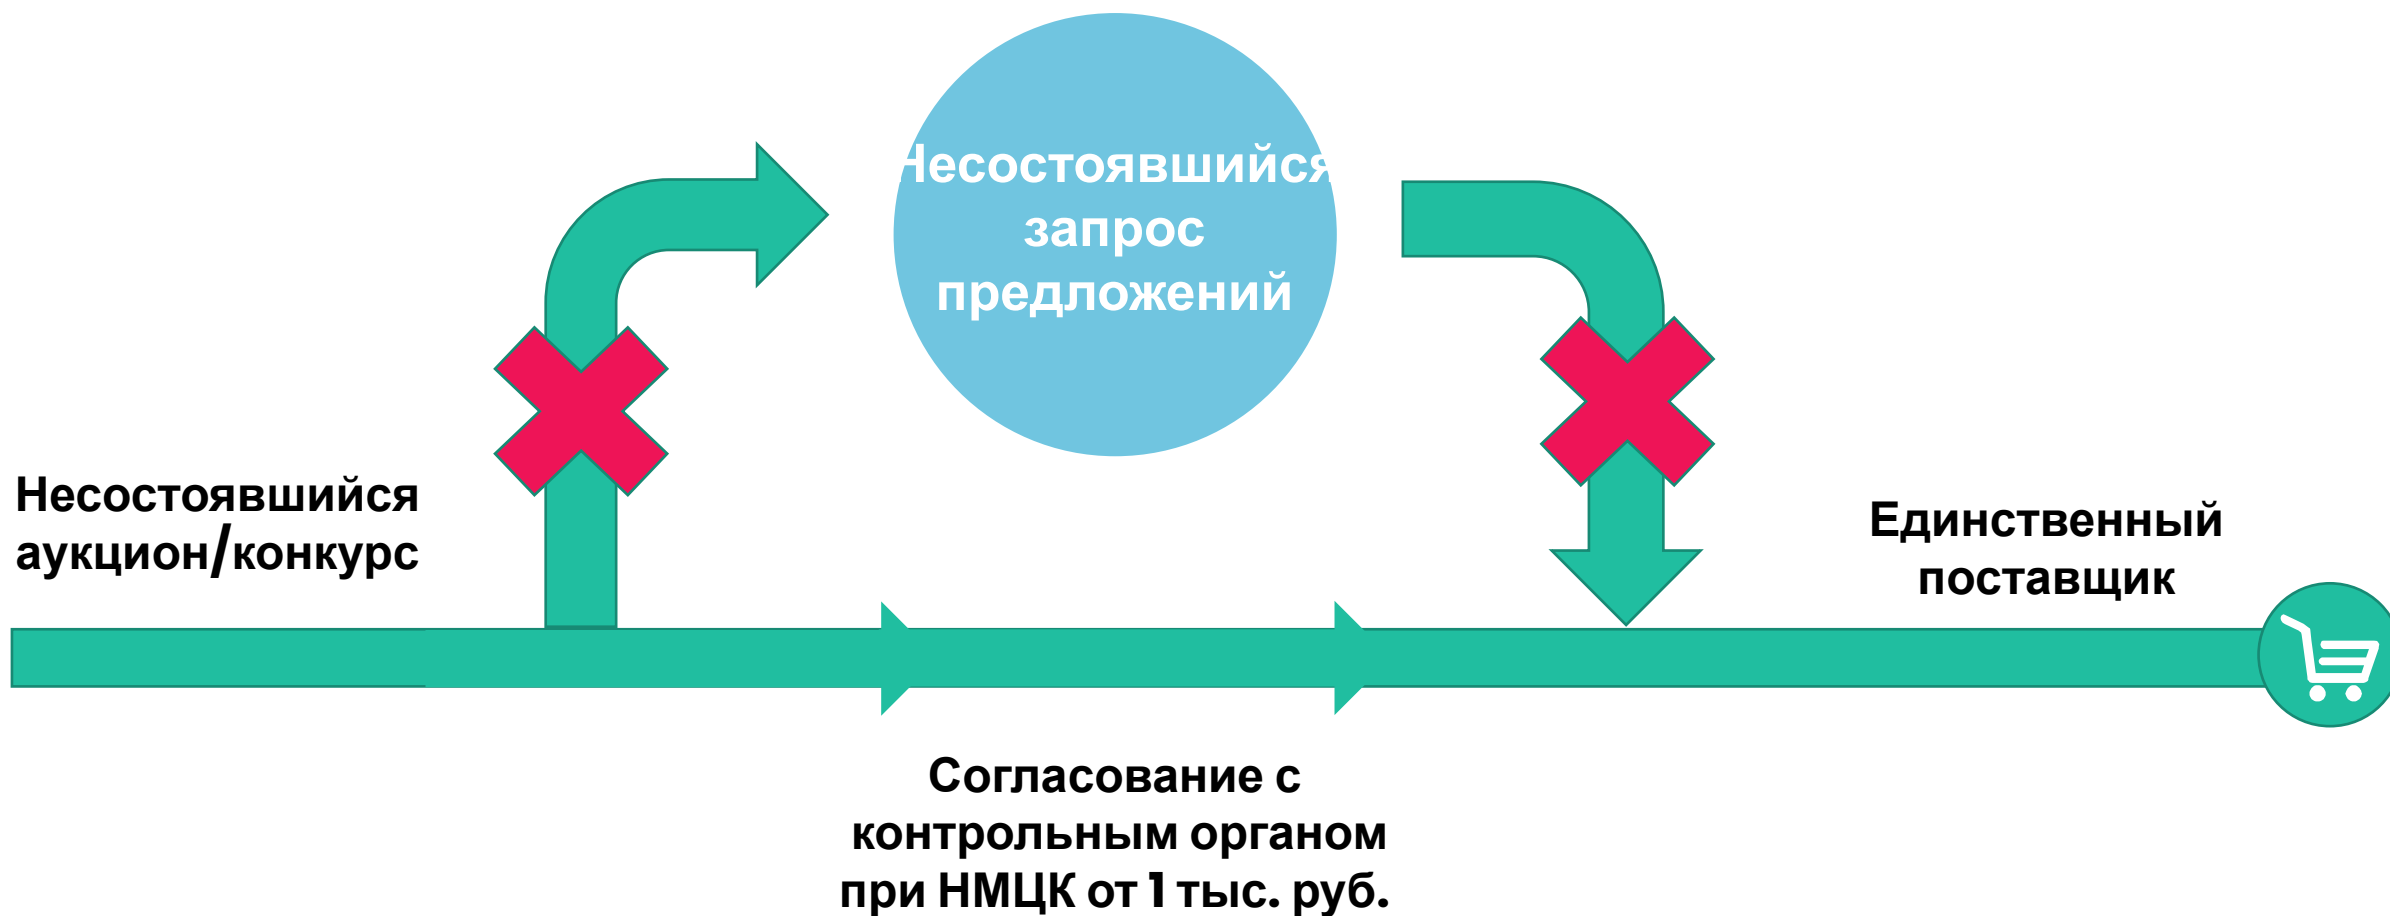 Несостоявшийся
запрос
предложений
Несостоявшийся
аукцион/конкурс
Единственный
поставщик
Согласование с
контрольным органом
при НМЦК от 1 тыс. руб.